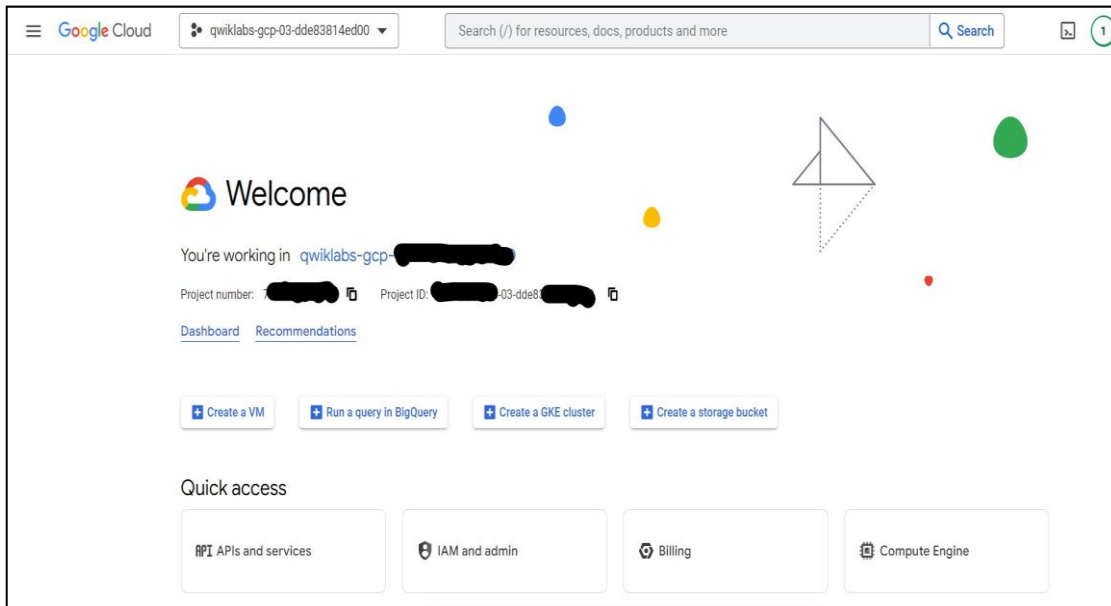 Google Cloud qwiklabs-gcp-03-dde83814ed00 Search (/) for resources, docs, products and more Search 1
Welcome
You're working in qwiklabs-gcp-
Project number: 7 Project ID: -03-dde8
Dashboard Recommendations
Create a VM Run a query in BigQuery Create a GKE cluster Create a storage bucket
Quick access
API APIs and services IAM and admin Billing Compute Engine